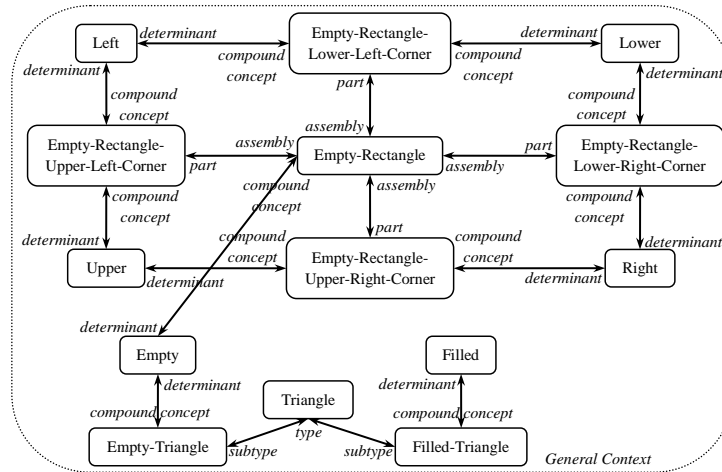 Left
determinant
Empty-Rectangle-
Lower-Left-Corner
determinant
Lower
determinant
compound
concept
compound
concept
determinant
compound
concept
part
compound
concept
Empty-Rectangle-
Upper-Left-Corner
assembly
part
assembly
Empty-Rectangle
part
assembly
Empty-Rectangle-
Lower-Right-Corner
compound
concept
compound
concept
assembly
compound
concept
part
determinant
compound
concept
Empty-Rectangle-
Upper-Right-Corner
compound
concept
determinant
Upper
determinant
determinant
Right
determinant
Empty
Filled
determinant
determinant
Triangle
compound concept
compound concept
Empty-Triangle
subtype
type
subtype
Filled-Triangle
General Context